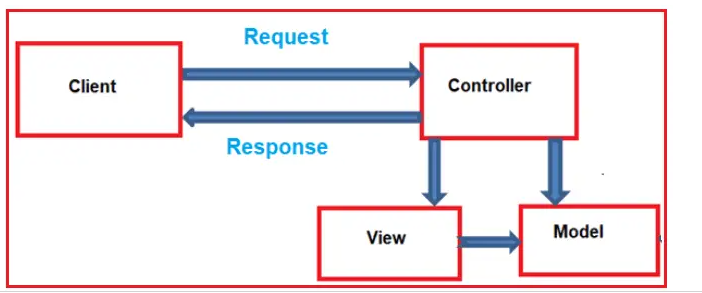 Request
Client
Controller
Response
View
Model